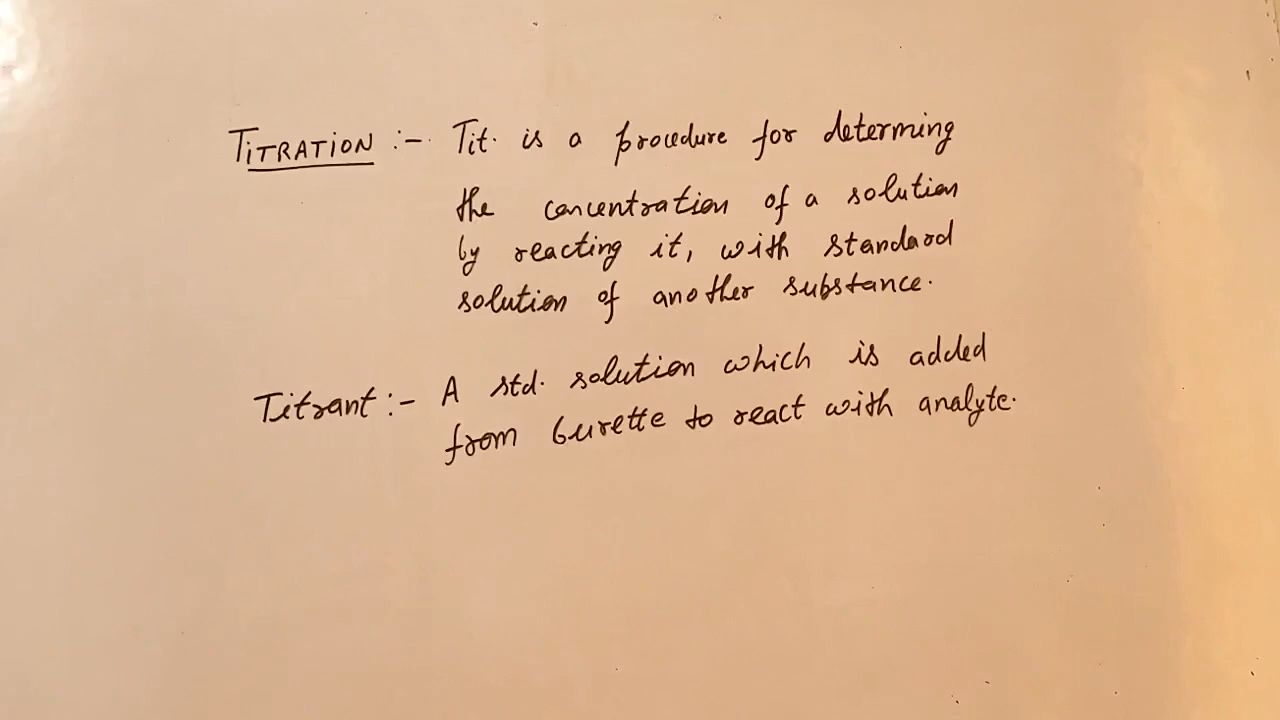 TITRATION :- Tit. is a procedure for determing
the concentration of a solution
by reacting it, with standard
solution of another substance.
Titrant :- A std. solution which is added
from burette to react with analyte.